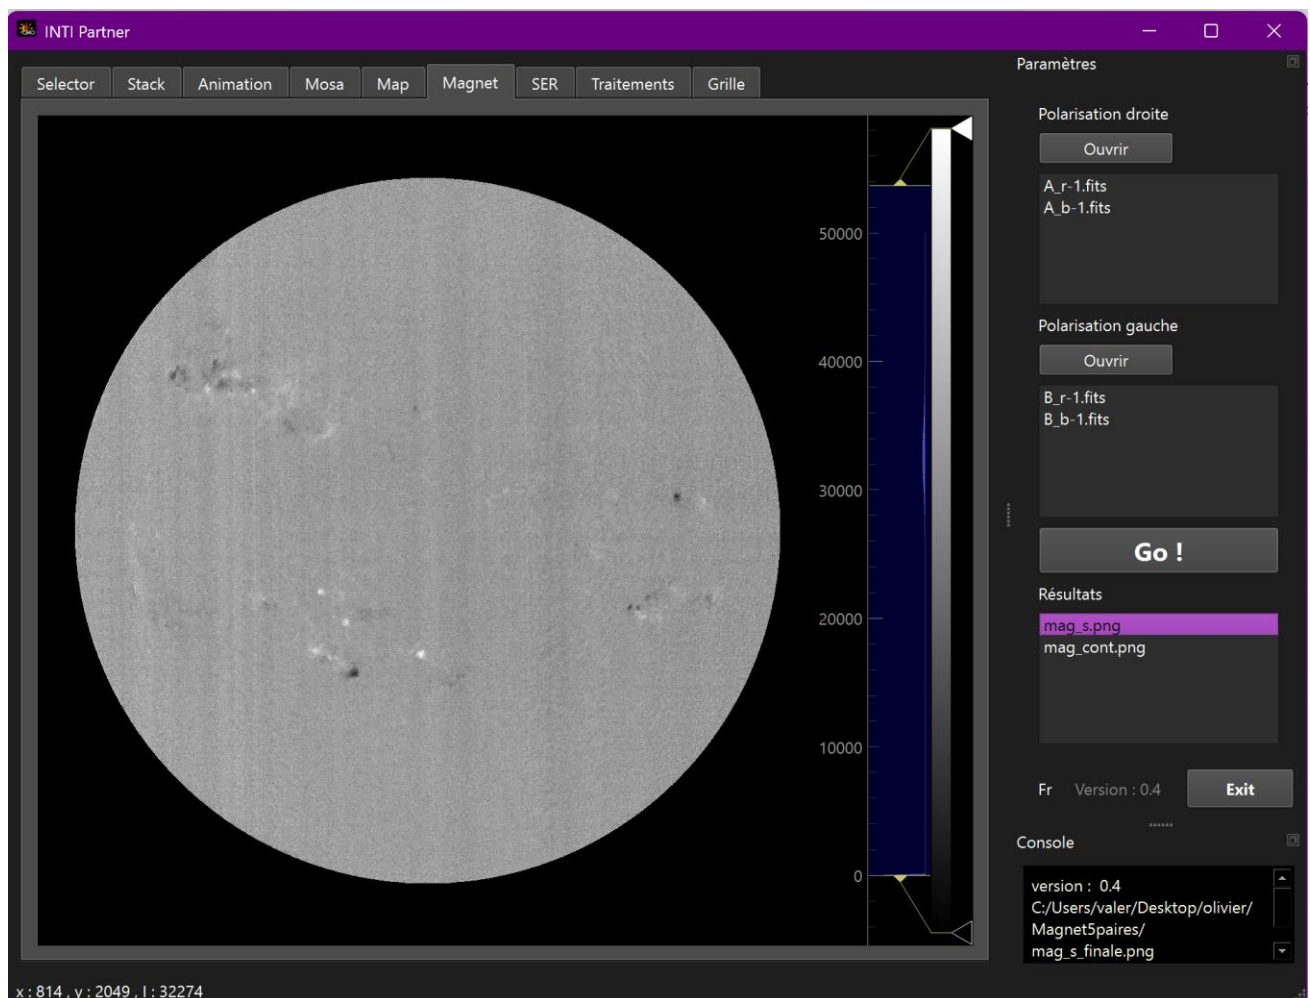 INTI Partner
Selector Stack Animation Mosa Map Magnet SER Traitements Grille
50000
40000
30000
20000
10000
0
Paramètres
Polarisation droite
Ouvrir
A_r-1.fits
A_b-1.fits
Polarisation gauche
Ouvrir
B_r-1.fits
B_b-1.fits
Go !
Résultats
mag_s.png
mag_cont.png
Fr Version : 0.4 Exit
Console
version : 0.4
C:/Users/valer/Desktop/olivier/
Magnet5paires/
mag_s_finale.png
x : 814 , y : 2049 , I : 32274